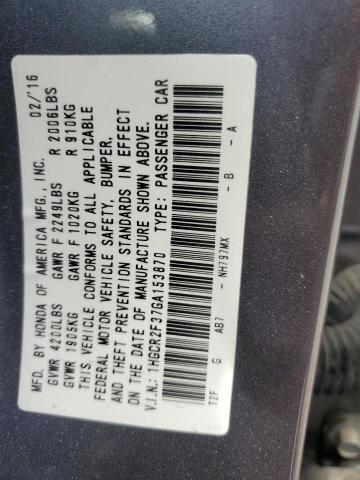 MFD. BY HONDA OF AMERICA MFG., INC. 02/'16
GVWR 4200LBS GAWR F 2249LBS R 2006LBS
GVWR 1905KG GAWR F 1020KG R 910KG
THIS VEHICLE CONFORMS TO ALL APPLICABLE
FEDERAL MOTOR VEHICLE SAFETY, BUMPER,
AND THEFT PREVENTION STANDARDS IN EFFECT
ON THE DATE OF MANUFACTURE SHOWN ABOVE.
V.I.N.: 1HGCR2F37GA153870 TYPE: PASSENGER CAR
T2F G AB7 - NH797MX - B - A